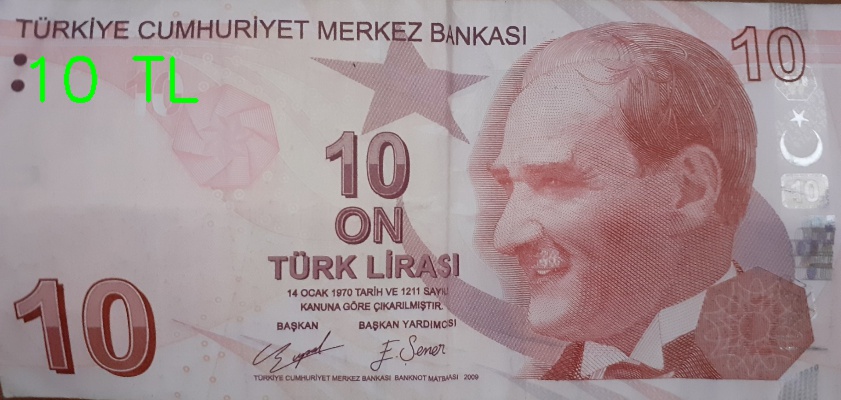 TÜRKİYE CUMHURİYET MERKEZ BANKASI
10
10 TL
10
ON
TÜRK LİRASI
14 OCAK 1970 TARİH VE 1211 SAYILI
KANUNA GÖRE ÇIKARILMIŞTIR.
BAŞKAN BAŞKAN YARDIMCISI
E. Şener
10
10
TÜRKİYE CUMHURİYET MERKEZ BANKASI BANKNOT MATBAASI 2009